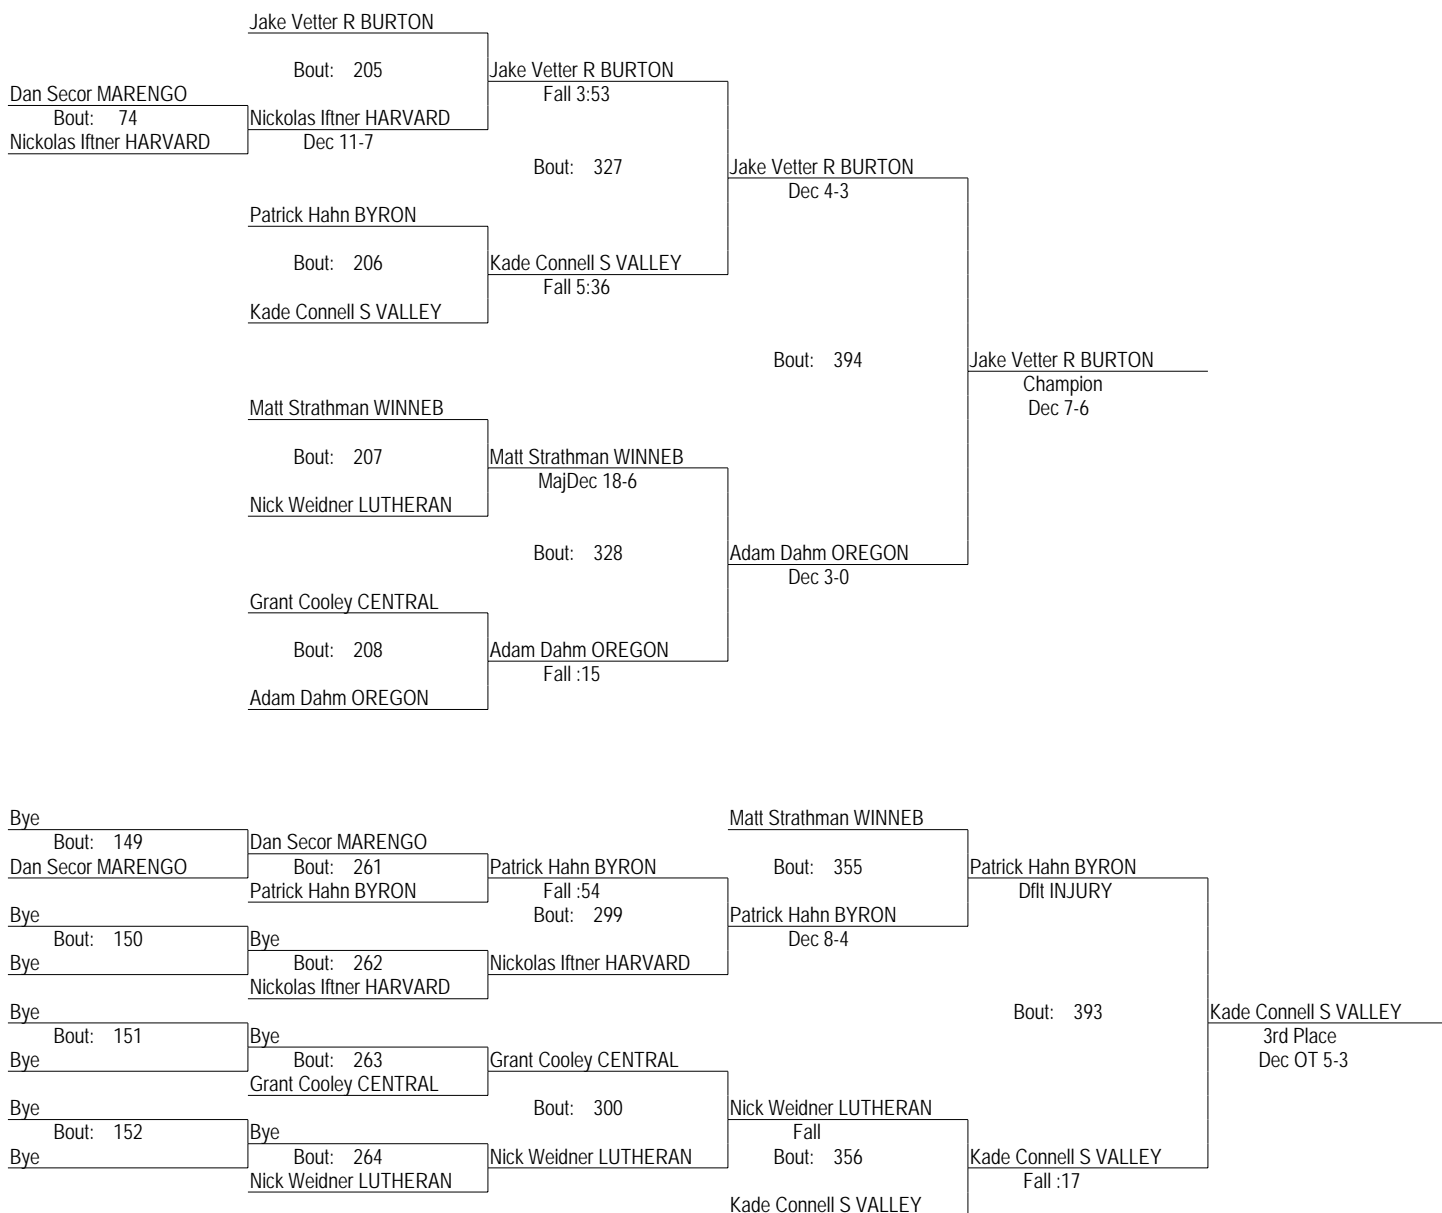 Jake Vetter R BURTON
Bout: 205 Jake Vetter R BURTON
Dan Secor MARENGO Fall 3:53
Bout: 74 Nickolas Iftner HARVARD
Nickolas Iftner HARVARD Dec 11-7
Bout: 327 Jake Vetter R BURTON
Dec 4-3
Patrick Hahn BYRON
Bout: 206 Kade Connell S VALLEY
Fall 5:36
Kade Connell S VALLEY
Bout: 394 Jake Vetter R BURTON
Champion
Matt Strathman WINNEB Dec 7-6
Bout: 207 Matt Strathman WINNEB
MajDec 18-6
Nick Weidner LUTHERAN
Bout: 328 Adam Dahm OREGON
Dec 3-0
Grant Cooley CENTRAL
Bout: 208 Adam Dahm OREGON
Fall :15
Adam Dahm OREGON
Bye Matt Strathman WINNEB
Bout: 149 Dan Secor MARENGO
Dan Secor MARENGO Bout: 261 Patrick Hahn BYRON Bout: 355 Patrick Hahn BYRON
Patrick Hahn BYRON Fall :54 Dflt INJURY
Bye Bout: 299 Patrick Hahn BYRON
Bout: 150 Bye Dec 8-4
Bye Bout: 262 Nickolas Iftner HARVARD
Nickolas Iftner HARVARD
Bye Bout: 393 Kade Connell S VALLEY
Bout: 151 Bye 3rd Place
Bye Bout: 263 Grant Cooley CENTRAL Dec OT 5-3
Grant Cooley CENTRAL
Bye Bout: 300 Nick Weidner LUTHERAN
Bout: 152 Bye Fall
Bye Bout: 264 Nick Weidner LUTHERAN Bout: 356 Kade Connell S VALLEY
Nick Weidner LUTHERAN Fall :17
Kade Connell S VALLEY